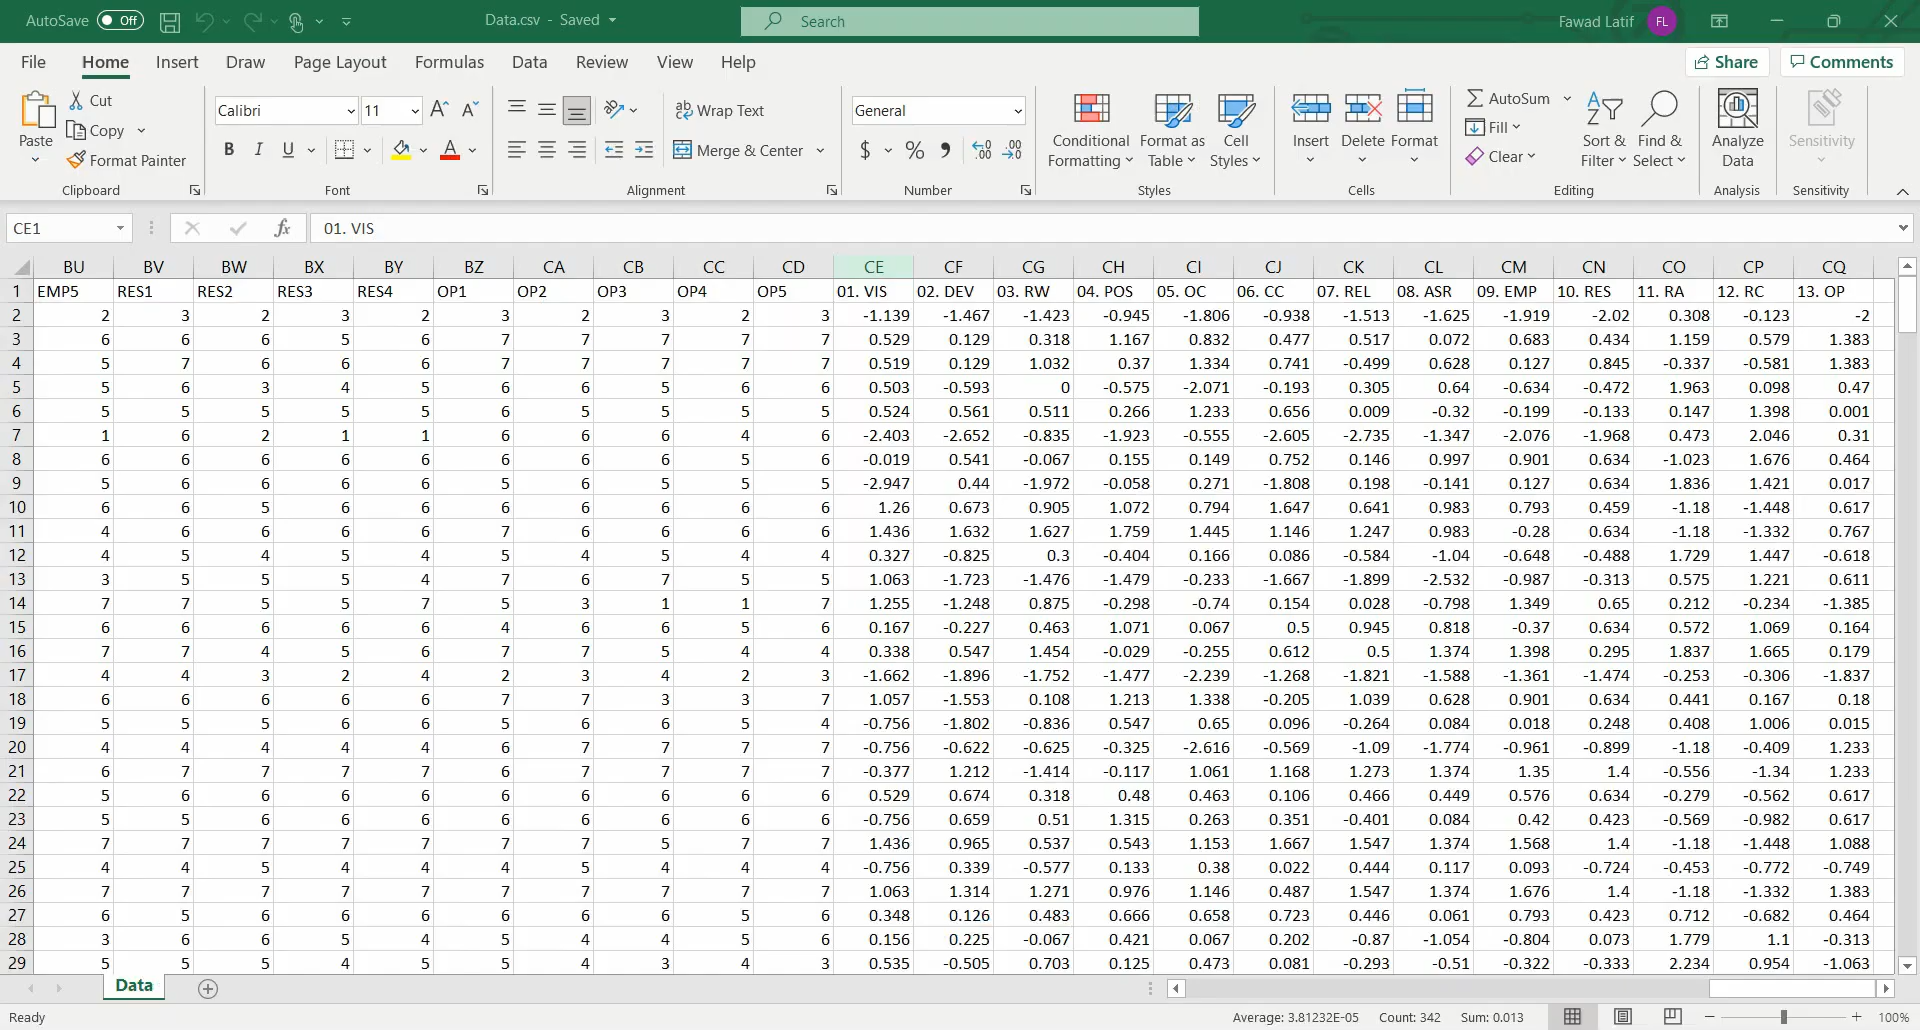 AutoSave Off Data.csv - Saved Search Fawad Latif FL
File Home Insert Draw Page Layout Formulas Data Review View Help Share Comments
Paste Cut Copy Format Painter Clipboard
Calibri 11 A A B I U A Font
Wrap Text Merge & Center Alignment
General $ % 9 .00 .00 Number
Conditional Formatting Format as Table Cell Styles Styles
Insert Delete Format Cells
AutoSum Fill Clear Sort & Filter Find & Select Editing
Analyze Data Analysis
Sensitivity Sensitivity
CE1 fx 01. VIS
BU BV BW BX BY BZ CA CB CC CD CE CF CG CH CI CJ CK CL CM CN CO CP CQ
1 EMP5 RES1 RES2 RES3 RES4 OP1 OP2 OP3 OP4 OP5 01. VIS 02. DEV 03. RW 04. POS 05. OC 06. CC 07. REL 08. ASR 09. EMP 10. RES 11. RA 12. RC 13. OP
2 2 3 2 3 2 3 2 3 2 3 -1.139 -1.467 -1.423 -0.945 -1.806 -0.938 -1.513 -1.625 -1.919 -2.02 0.308 -0.123 -2
3 6 6 6 5 6 7 7 7 7 7 0.529 0.129 0.318 1.167 0.832 0.477 0.517 0.072 0.683 0.434 1.159 0.579 1.383
4 5 7 6 6 6 7 7 7 7 7 0.519 0.129 1.032 0.37 1.334 0.741 -0.499 0.628 0.127 0.845 -0.337 -0.581 1.383
5 5 6 3 4 5 6 6 5 6 6 0.503 -0.593 0 -0.575 -2.071 -0.193 0.305 0.64 -0.634 -0.472 1.963 0.098 0.47
6 5 5 5 5 5 6 5 5 5 5 0.524 0.561 0.511 0.266 1.233 0.656 0.009 -0.32 -0.199 -0.133 0.147 1.398 0.001
7 1 6 2 1 1 6 6 6 4 6 -2.403 -2.652 -0.835 -1.923 -0.555 -2.605 -2.735 -1.347 -2.076 -1.968 0.473 2.046 0.31
8 6 6 6 6 6 6 6 6 5 6 -0.019 0.541 -0.067 0.155 0.149 0.752 0.146 0.997 0.901 0.634 -1.023 1.676 0.464
9 5 6 6 6 6 5 6 5 5 5 -2.947 0.44 -1.972 -0.058 0.271 -1.808 0.198 -0.141 0.127 0.634 1.836 1.421 0.017
10 6 6 5 6 6 6 6 6 6 6 1.26 0.673 0.905 1.072 0.794 1.647 0.641 0.983 0.793 0.459 -1.18 -1.448 0.617
11 4 6 6 6 6 7 6 6 6 6 1.436 1.632 1.627 1.759 1.445 1.146 1.247 0.983 -0.28 0.634 -1.18 -1.332 0.767
12 4 5 4 5 4 5 4 5 4 4 0.327 -0.825 0.3 -0.404 0.166 0.086 -0.584 -1.04 -0.648 -0.488 1.729 1.447 -0.618
13 3 5 5 5 4 7 6 7 5 5 1.063 -1.723 -1.476 -1.479 -0.233 -1.667 -1.899 -2.532 -0.987 -0.313 0.575 1.221 0.611
14 7 7 5 5 7 5 3 1 1 7 1.255 -1.248 0.875 -0.298 -0.74 0.154 0.028 -0.798 1.349 0.65 0.212 -0.234 -1.385
15 6 6 6 6 6 4 6 6 5 6 0.167 -0.227 0.463 1.071 0.067 0.5 0.945 0.818 -0.37 0.634 0.572 1.069 0.164
16 7 7 4 5 6 7 7 5 4 4 0.338 0.547 1.454 -0.029 -0.255 0.612 0.5 1.374 1.398 0.295 1.837 1.665 0.179
17 4 4 3 2 4 2 3 4 2 3 -1.662 -1.896 -1.752 -1.477 -2.239 -1.268 -1.821 -1.588 -1.361 -1.474 -0.253 -0.306 -1.837
18 6 6 6 6 6 7 7 3 3 7 1.057 -1.553 0.108 1.213 1.338 -0.205 1.039 0.628 0.901 0.634 0.441 0.167 0.18
19 5 5 5 6 6 5 6 6 5 4 -0.756 -1.802 -0.836 0.547 0.65 0.096 -0.264 0.084 0.018 0.248 0.408 1.006 0.015
20 4 4 4 4 4 6 7 7 7 7 -0.756 -0.622 -0.625 -0.325 -2.616 -0.569 -1.09 -1.774 -0.961 -0.899 -1.18 -0.409 1.233
21 6 7 7 7 7 6 7 7 7 7 -0.377 1.212 -1.414 -0.117 1.061 1.168 1.273 1.374 1.35 1.4 -0.556 -1.34 1.233
22 5 6 6 6 6 6 6 6 6 6 0.529 0.674 0.318 0.48 0.463 0.106 0.466 0.449 0.576 0.634 -0.279 -0.562 0.617
23 5 5 6 6 6 6 6 6 6 6 -0.756 0.659 0.51 1.315 0.263 0.351 -0.401 0.084 0.42 0.423 -0.569 -0.982 0.617
24 7 7 7 7 7 7 7 5 7 7 1.436 0.965 0.537 0.543 1.153 1.667 1.547 1.374 1.568 1.4 -1.18 -1.448 1.088
25 4 4 5 4 4 4 5 4 4 4 -0.756 0.339 -0.577 0.133 0.38 0.022 0.444 0.117 0.093 -0.724 -0.453 -0.772 -0.749
26 7 7 7 7 7 7 7 7 7 7 1.063 1.314 1.271 0.976 1.146 0.487 1.547 1.374 1.676 1.4 -1.18 -1.332 1.383
27 6 5 6 6 6 6 6 6 5 6 0.348 0.126 0.483 0.666 0.658 0.723 0.446 0.061 0.793 0.423 0.712 -0.682 0.464
28 3 6 6 5 4 5 4 4 5 6 0.156 0.225 -0.067 0.421 0.067 0.202 -0.87 -1.054 -0.804 0.073 1.779 1.1 -0.313
29 5 5 5 4 5 5 4 3 4 3 0.535 -0.505 0.703 0.125 0.473 0.081 -0.293 -0.51 -0.322 -0.333 2.234 0.954 -1.063
Data
Ready Average: 3.81232E-05 Count: 342 Sum: 0.013 100%